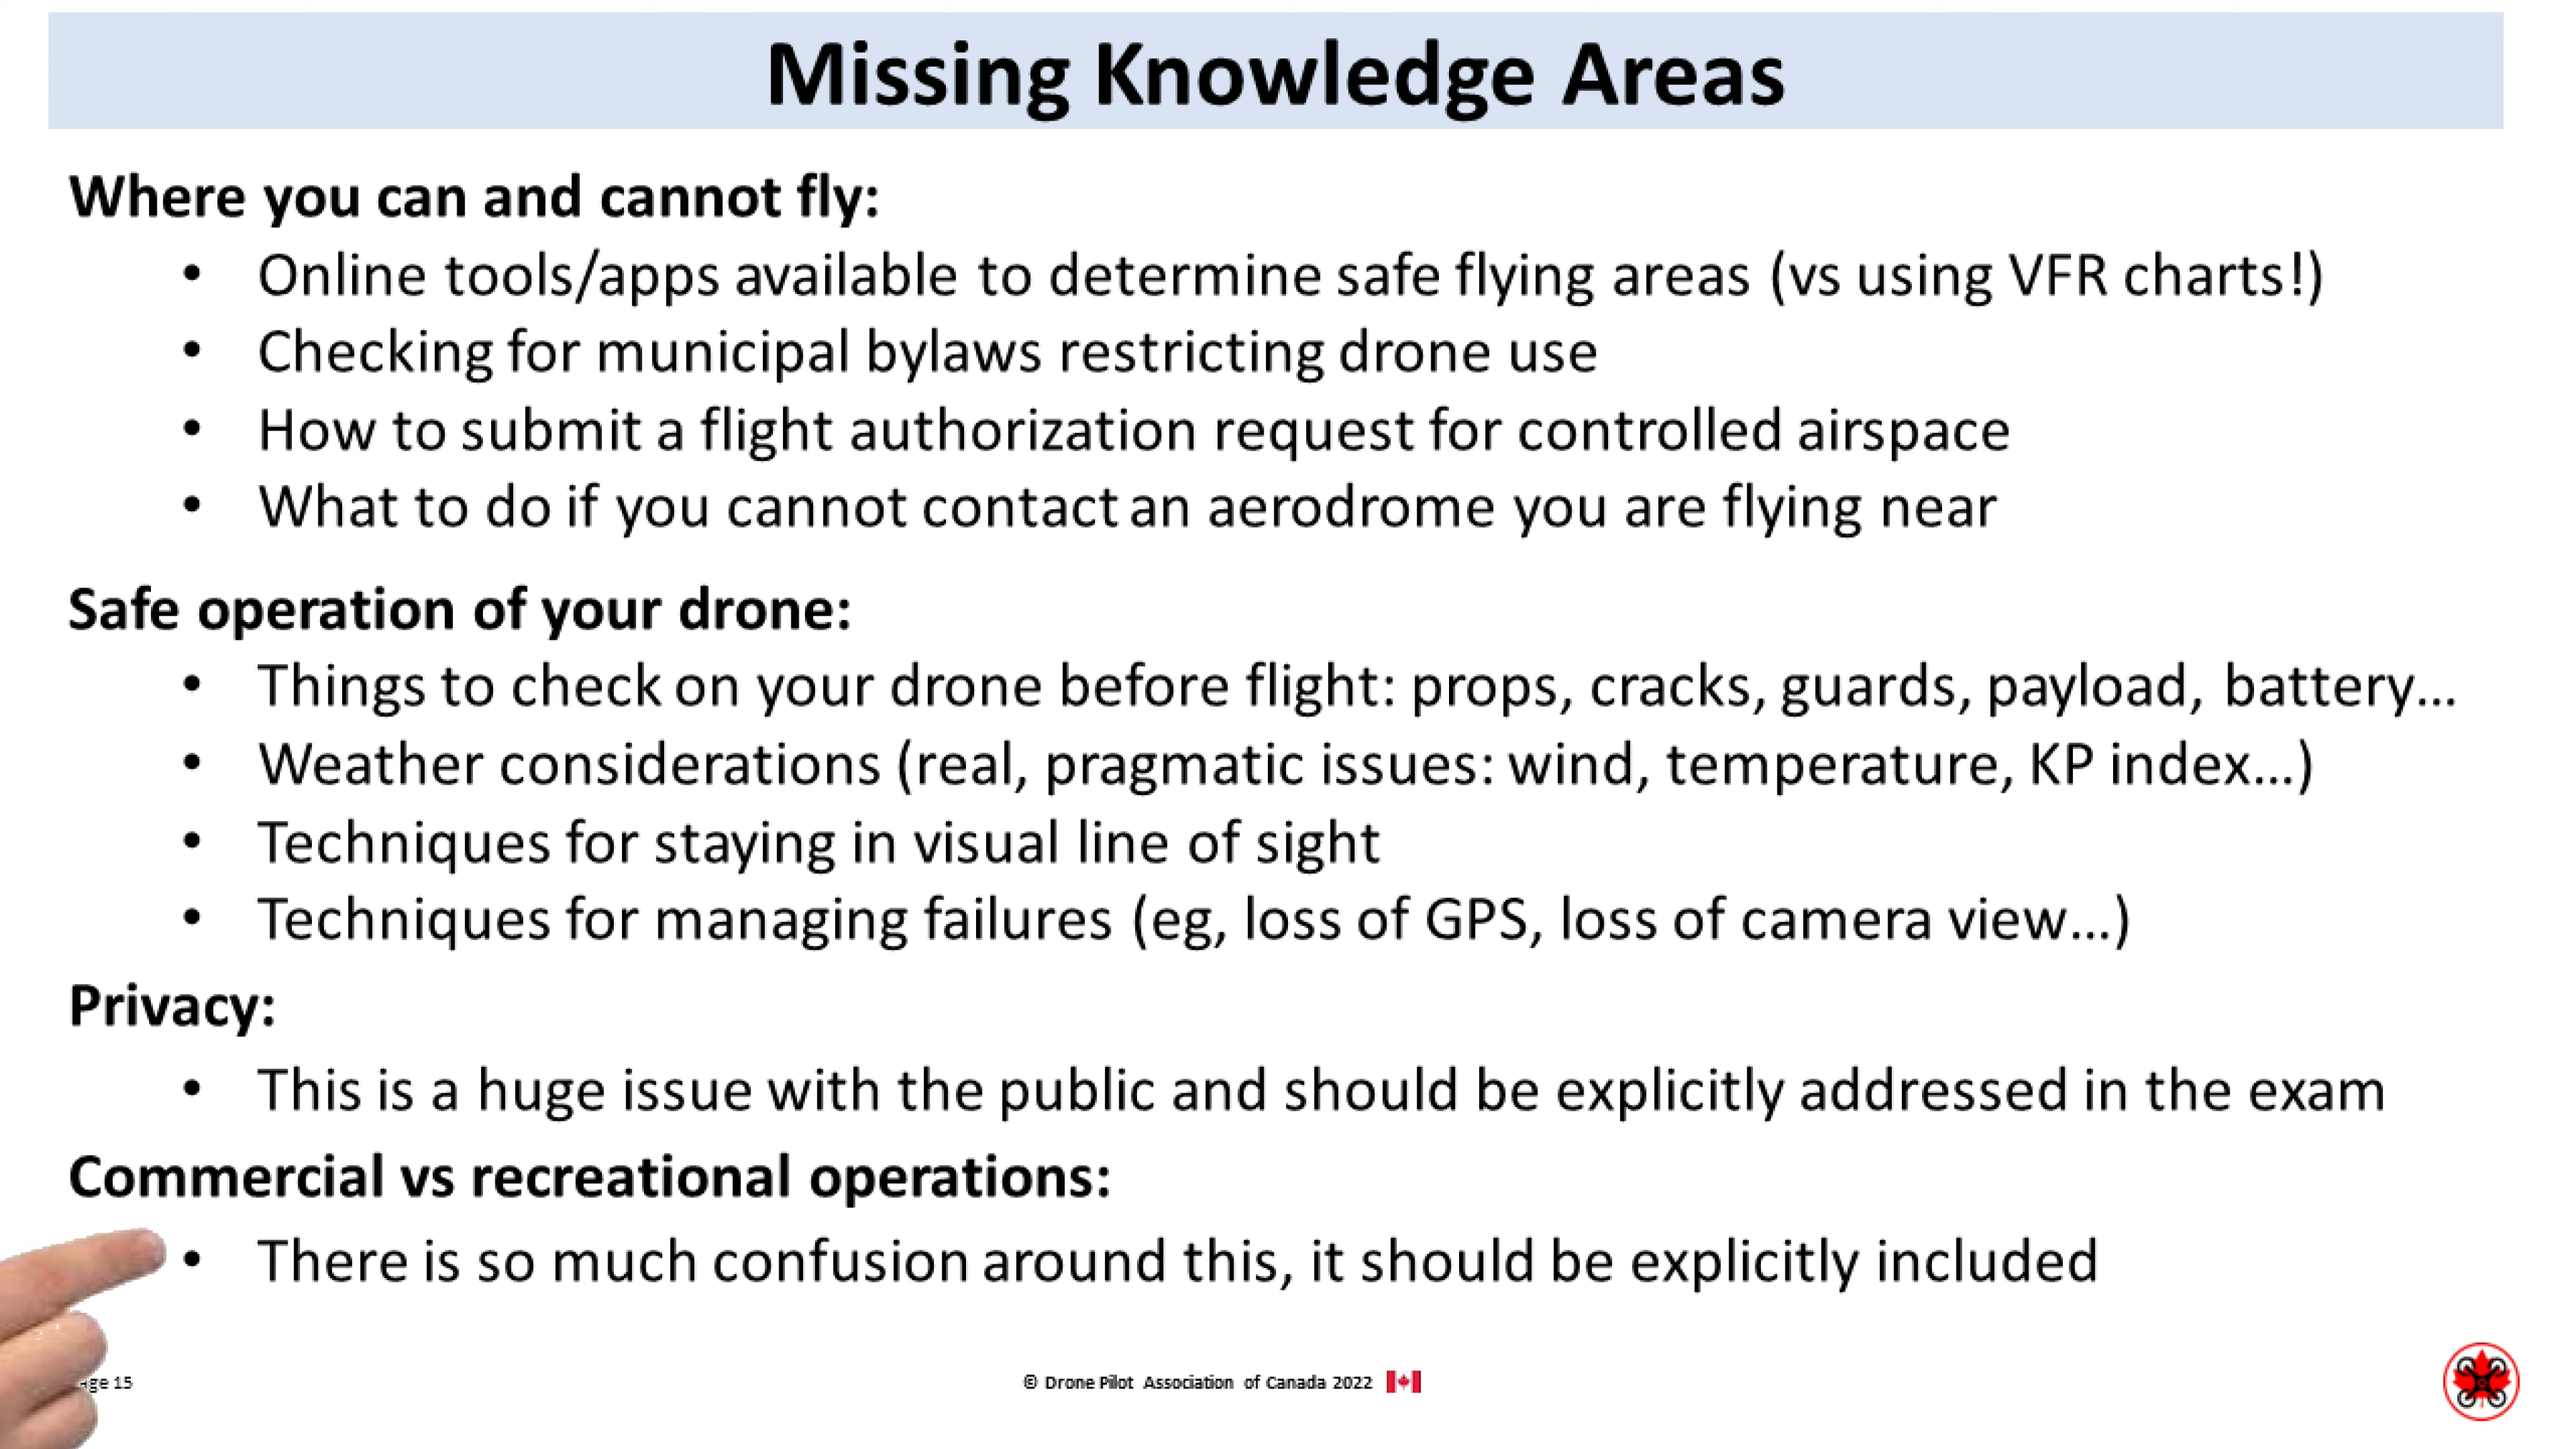 Missing Knowledge Areas
Where you can and cannot fly:
• Online tools/apps available to determine safe flying areas (vs using VFR charts!)
• Checking for municipal bylaws restricting drone use
• How to submit a flight authorization request for controlled airspace
• What to do if you cannot contact an aerodrome you are flying near
Safe operation of your drone:
• Things to check on your drone before flight: props, cracks, guards, payload, battery...
• Weather considerations (real, pragmatic issues: wind, temperature, KP index...)
• Techniques for staying in visual line of sight
• Techniques for managing failures (eg, loss of GPS, loss of camera view...)
Privacy:
• This is a huge issue with the public and should be explicitly addressed in the exam
Commercial vs recreational operations:
• There is so much confusion around this, it should be explicitly included
15
© Drone Pilot Association of Canada 2022